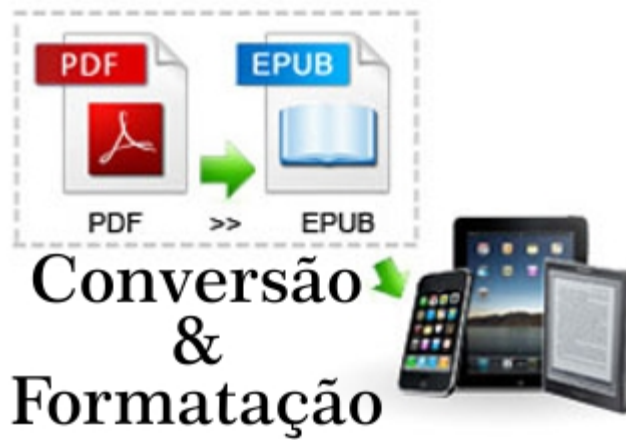 PDF EPUB
PDF >> EPUB
Conversão
&
Formatação